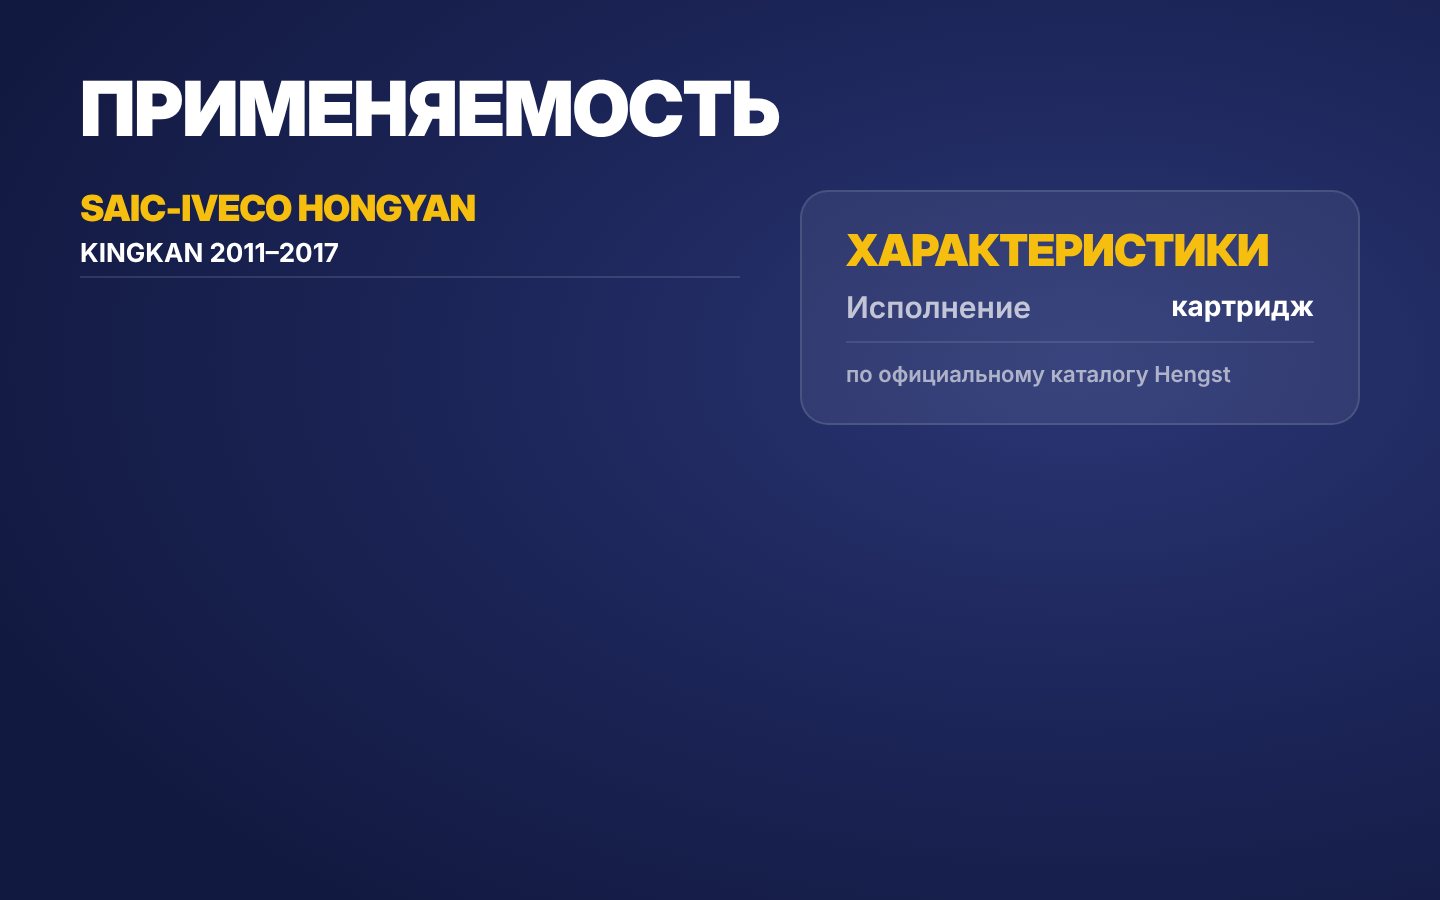 ПРИМЕНЯЕМОСТЬ
SAIC-IVECO HONGYAN
KINGKAN 2011–2017
ХАРАКТЕРИСТИКИ
Исполнение картридж
по официальному каталогу Hengst